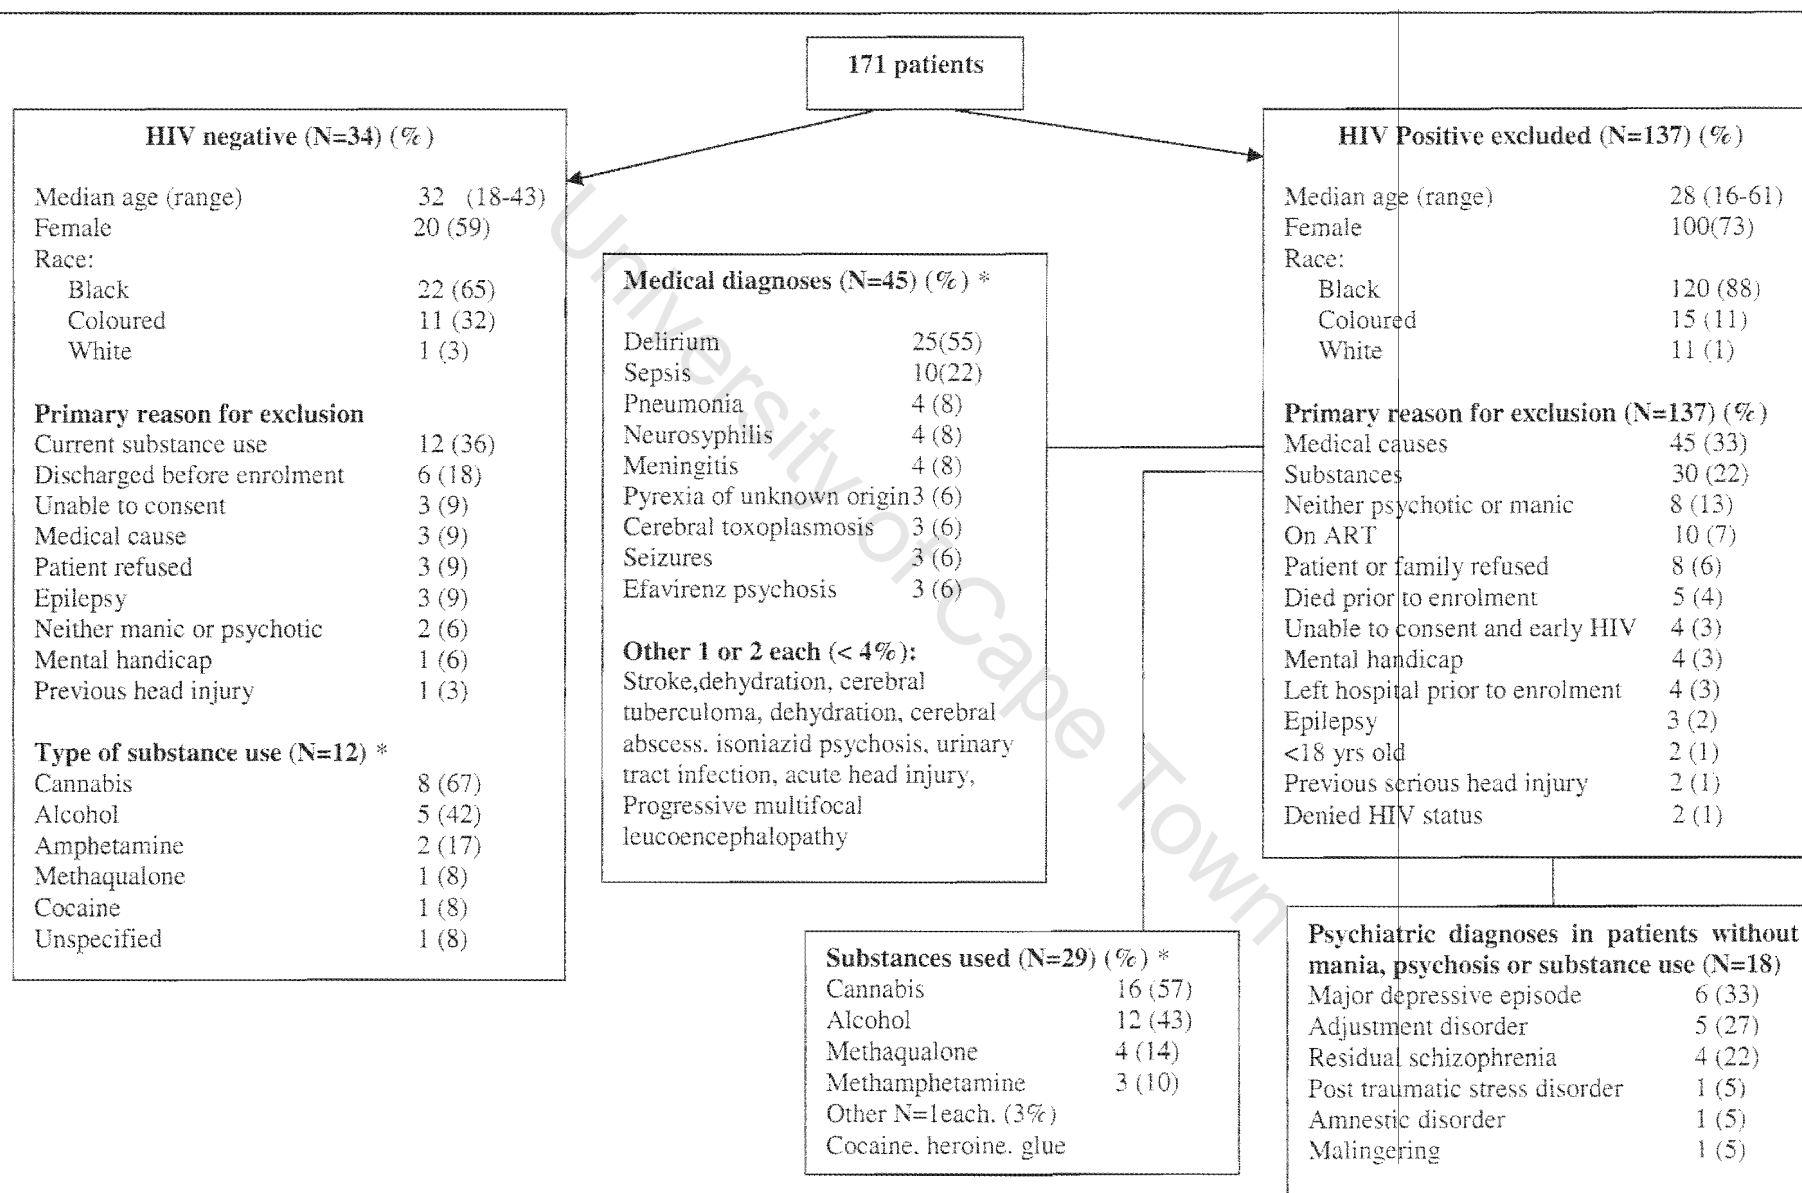 171 patients
HIV negative (N=34) (%)
Median age (range) 32 (18-43)
Female 20 (59)
Race:
Black 22 (65)
Coloured 11 (32)
White 1 (3)
Primary reason for exclusion
Current substance use 12 (36)
Discharged before enrolment 6 (18)
Unable to consent 3 (9)
Medical cause 3 (9)
Patient refused 3 (9)
Epilepsy 3 (9)
Neither manic or psychotic 2 (6)
Mental handicap 1 (6)
Previous head injury 1 (3)
Type of substance use (N=12) *
Cannabis 8 (67)
Alcohol 5 (42)
Amphetamine 2 (17)
Methaqualone 1 (8)
Cocaine 1 (8)
Unspecified 1 (8)
Medical diagnoses (N=45) (%) *
Delirium 25(55)
Sepsis 10(22)
Pneumonia 4 (8)
Neurosyphilis 4 (8)
Meningitis 4 (8)
Pyrexia of unknown origin3 (6)
Cerebral toxoplasmosis 3 (6)
Seizures 3 (6)
Efavirenz psychosis 3 (6)
Other 1 or 2 each (< 4%):
Stroke,dehydration, cerebral
tuberculoma, dehydration, cerebral
abscess. isoniazid psychosis, urinary
tract infection, acute head injury,
Progressive multifocal
leucoencephalopathy
HIV Positive excluded (N=137) (%)
Median age (range) 28 (16-61)
Female 100(73)
Race:
Black 120 (88)
Coloured 15 (11)
White 11 (1)
Primary reason for exclusion (N=137) (%)
Medical causes 45 (33)
Substances 30 (22)
Neither psychotic or manic 8 (13)
On ART 10 (7)
Patient or family refused 8 (6)
Died prior to enrolment 5 (4)
Unable to consent and early HIV 4 (3)
Mental handicap 4 (3)
Left hospital prior to enrolment 4 (3)
Epilepsy 3 (2)
<18 yrs old 2 (1)
Previous serious head injury 2 (1)
Denied HIV status 2 (1)
Substances used (N=29) (%) *
Cannabis 16 (57)
Alcohol 12 (43)
Methaqualone 4 (14)
Methamphetamine 3 (10)
Other N=1each. (3%)
Cocaine. heroine. glue
Psychiatric diagnoses in patients without
mania, psychosis or substance use (N=18)
Major depressive episode 6 (33)
Adjustment disorder 5 (27)
Residual schizophrenia 4 (22)
Post traumatic stress disorder 1 (5)
Amnestic disorder 1 (5)
Malingering 1 (5)
University of Cape Town